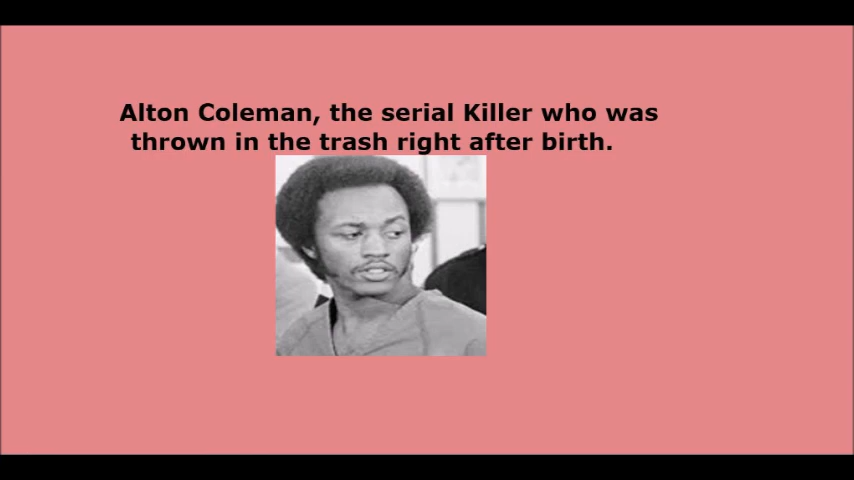 Alton Coleman, the serial Killer who was
thrown in the trash right after birth.